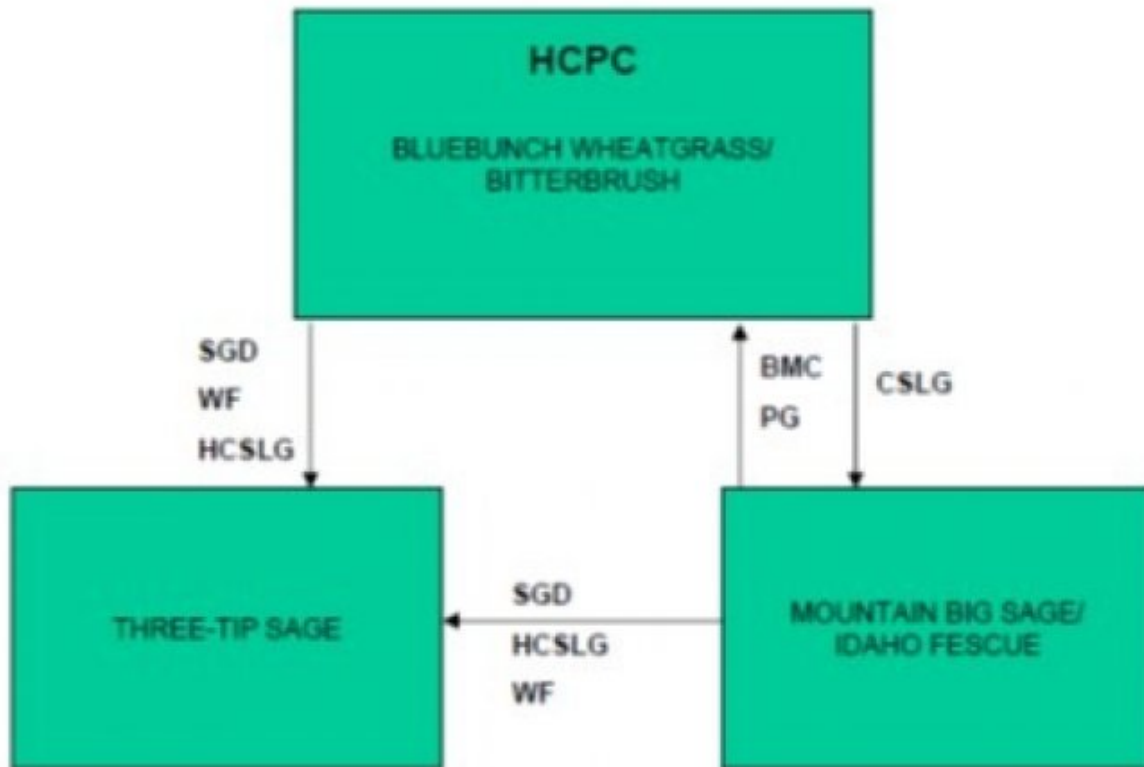 HCPC
BLUEBUNCH WHEATGRASS/
BITTERBRUSH
SGD
WF
HCSLG
BMC
PG
CSLG
THREE-TIP SAGE
SGD
HCSLG
WF
MOUNTAIN BIG SAGE/
IDAHO FESCUE